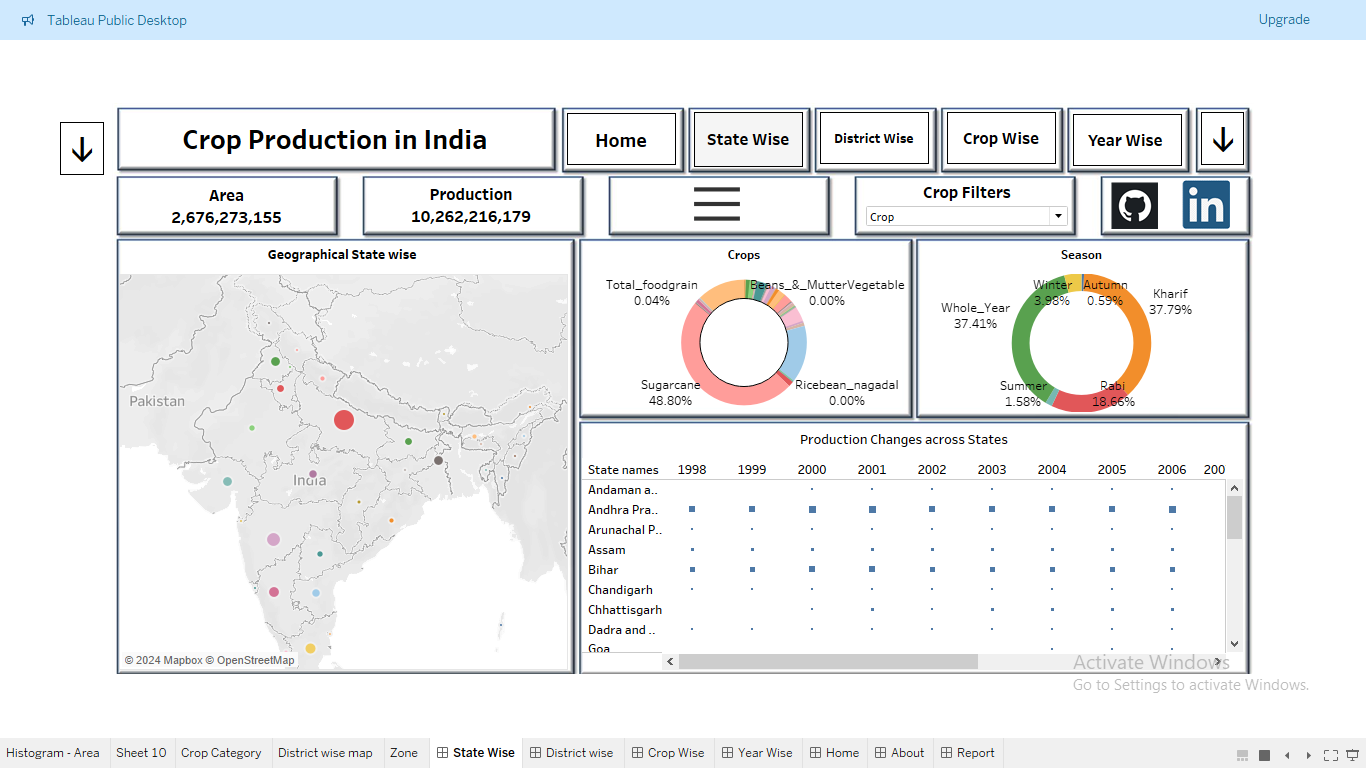 Tableau Public Desktop
Upgrade
Crop Production in India
Home
State Wise
District Wise
Crop Wise
Year Wise
Area
2,676,273,155
Production
10,262,216,179
Crop Filters
Crop
in
Geographical State wise
Pakistan
India
© 2024 Mapbox © OpenStreetMap
Crops
Total_foodgrain
0.04%
Beans_&_MutterVegetable
0.00%
Sugarcane
48.80%
Ricebean_nagadal
0.00%
Season
Winter
3.98%
Autumn
0.59%
Kharif
37.79%
Whole_Year
37.41%
Summer
1.58%
Rabi
18.66%
Production Changes across States
State names 1998 1999 2000 2001 2002 2003 2004 2005 2006 200
Andaman a..
Andhra Pra..
Arunachal P..
Assam
Bihar
Chandigarh
Chhattisgarh
Dadra and ..
Goa
Activate Windows
Go to Settings to activate Windows.
Histogram - Area Sheet 10 Crop Category District wise map Zone State Wise District wise Crop Wise Year Wise Home About Report